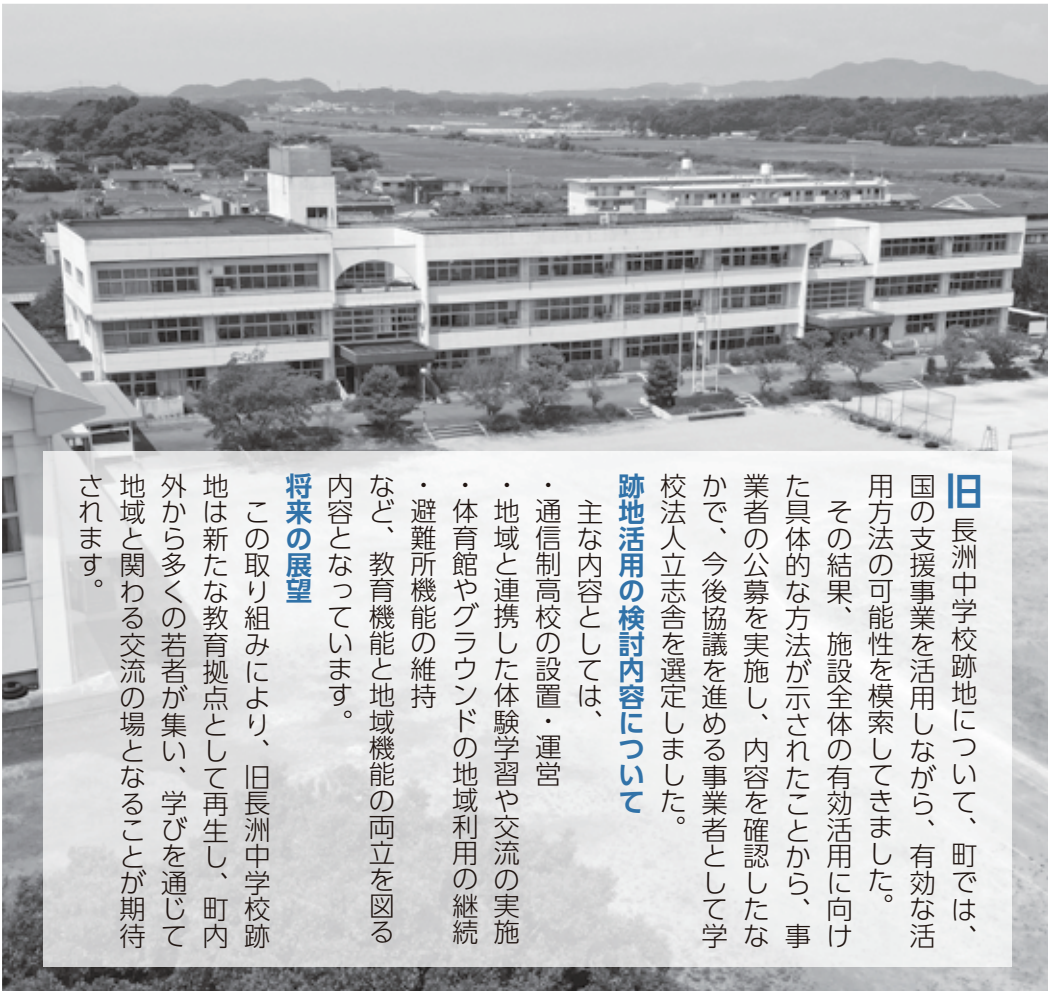 旧長洲中学校跡地について、町では、
国の支援事業を活用しながら、有効な活
用方法の可能性を模索してきました。
その結果、施設全体の有効活用に向け
た具体的な方法が示されたことから、事
業者の公募を実施し、内容を確認したな
かで、今後協議を進める事業者として学
校法人立志舎を選定しました。
跡地活用の検討内容について
主な内容としては、
・通信制高校の設置・運営
・地域と連携した体験学習や交流の実施
・体育館やグラウンドの地域利用の継続
・避難所機能の維持
など、教育機能と地域機能の両立を図る
内容となっています。
将来の展望
この取り組みにより、旧長洲中学校跡
地は新たな教育拠点として再生し、町内
外から多くの若者が集い、学びを通じて
地域と関わる交流の場となることが期待
されます。